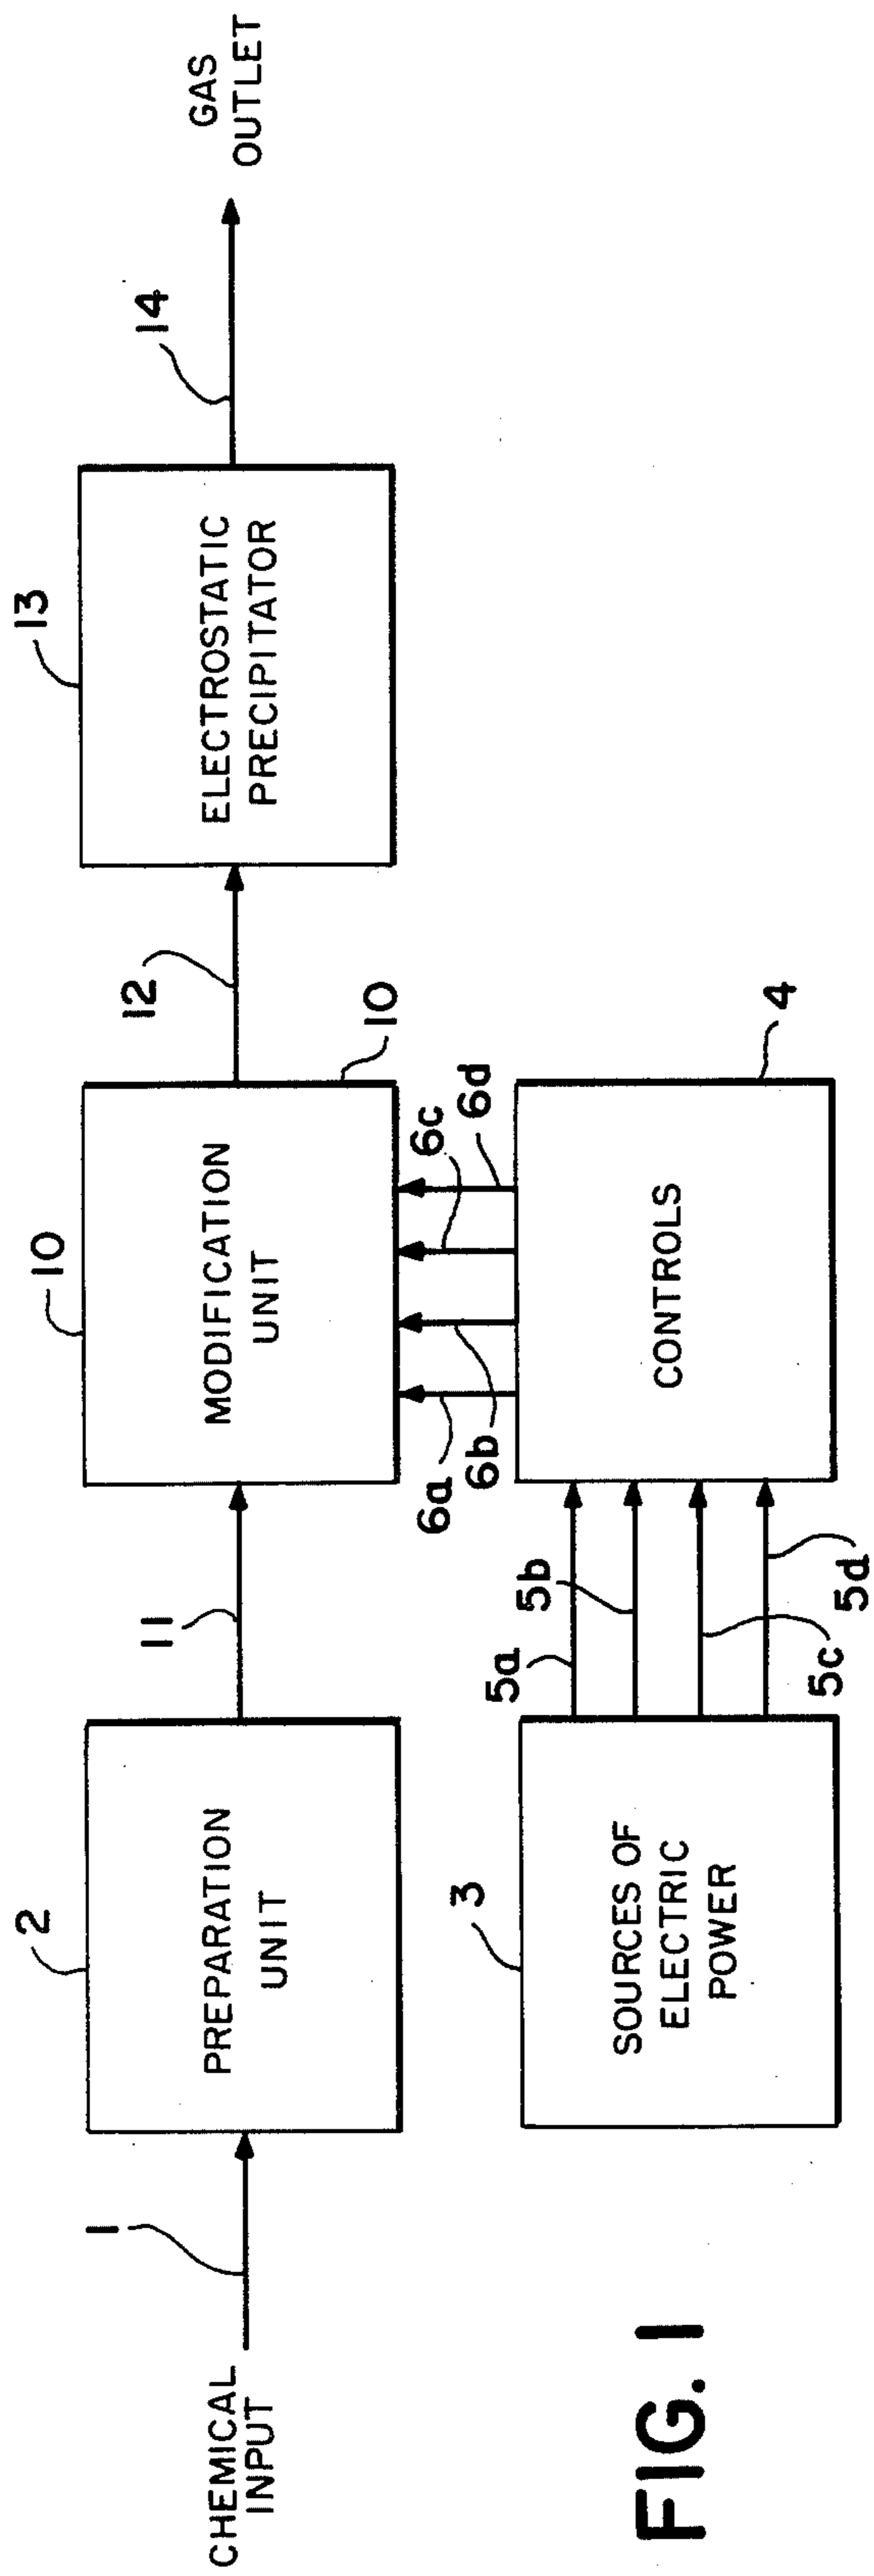 CHEMICAL
INPUT
1
2
PREPARATION
UNIT
11
10
MODIFICATION
UNIT
10
12
13
ELECTROSTATIC
PRECIPITATOR
14
GAS
OUTLET
3
SOURCES OF
ELECTRIC
POWER
5a
5b
5c
5d
6a
6b
6c
6d
CONTROLS
4
FIG. 1